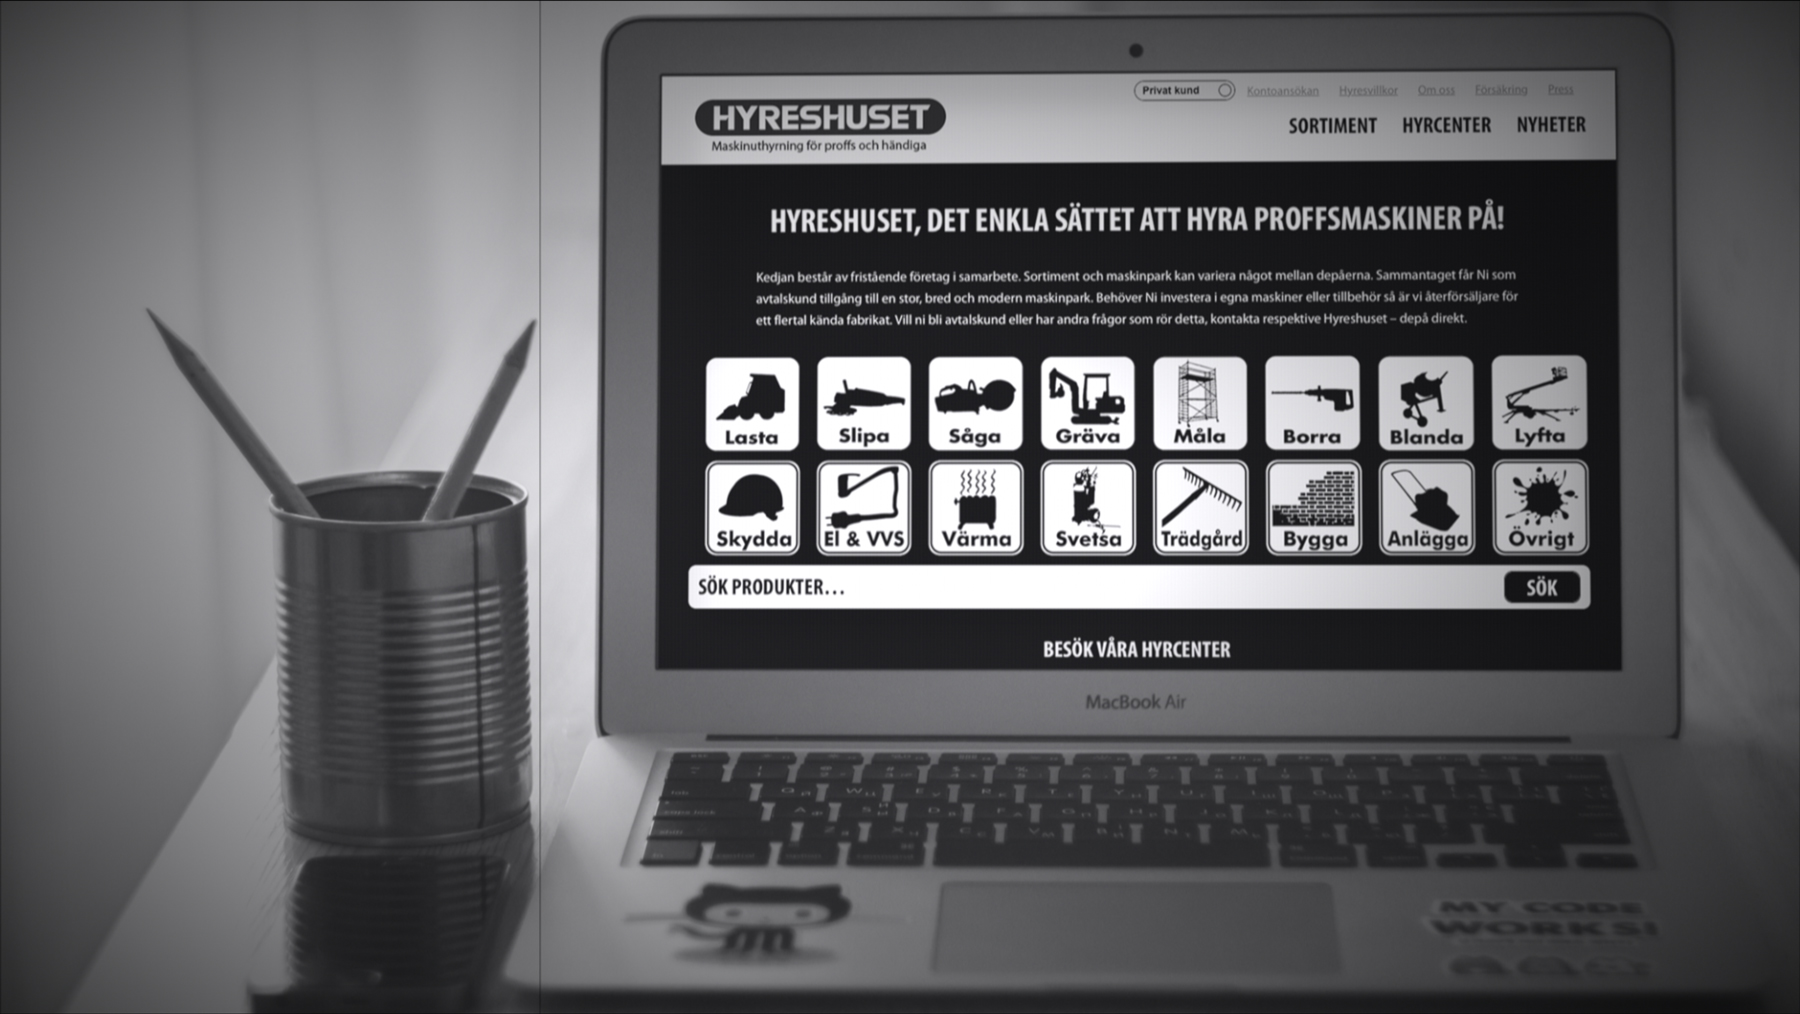 Privat kund Kontoansökan Hyresvillkor Om oss Försäkring Press
HYRESHUSET
Maskinuthyrning för proffs och händiga
SORTIMENT HYRCENTER NYHETER
HYRESHUSET, DET ENKLA SÄTTET ATT HYRA PROFFSMASKINER PÅ!
Kedjan består av fristående företag i samarbete. Sortiment och maskinpark kan variera något mellan depåerna. Sammantaget får Ni som
avtalskund tillgång till en stor, bred och modern maskinpark. Behöver Ni investera i egna maskiner eller tillbehör så är vi återförsäljare för
ett flertal kända fabrikat. Vill ni bli avtalskund eller har andra frågor som rör detta, kontakta respektive Hyreshuset – depå direkt.
Lasta Slipa Såga Gräva Måla Borra Blanda Lyfta
Skydda El & VVS Värma Svetsa Trädgård Bygga Anlägga Övrigt
SÖK PRODUKTER... SÖK
BESÖK VÅRA HYRCENTER
MacBook Air
MY CODE
WORKS!